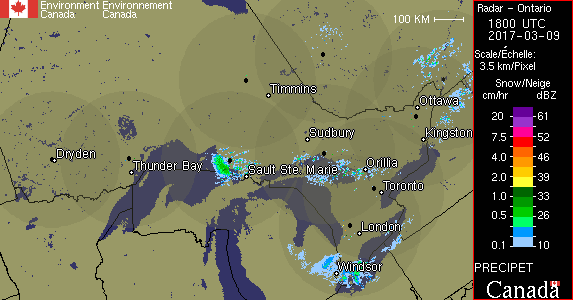 Environment Environnement
Canada Canada
100 KM
Radar - Ontario
1800 UTC
2017-03-09
Scale/Échelle:
3.5 km/Pixel
Snow/Neige
cm/hr dBZ
20 61
7.5 52
4.0 46
2.0 39
1.0 33
0.5 26
0.1 10
PRECIPET
Canada
Timmins
Ottawa
Sudbury
Kingston
Dryden
Thunder Bay
Sault Ste. Marie
Orillia
Toronto
London
Windsor